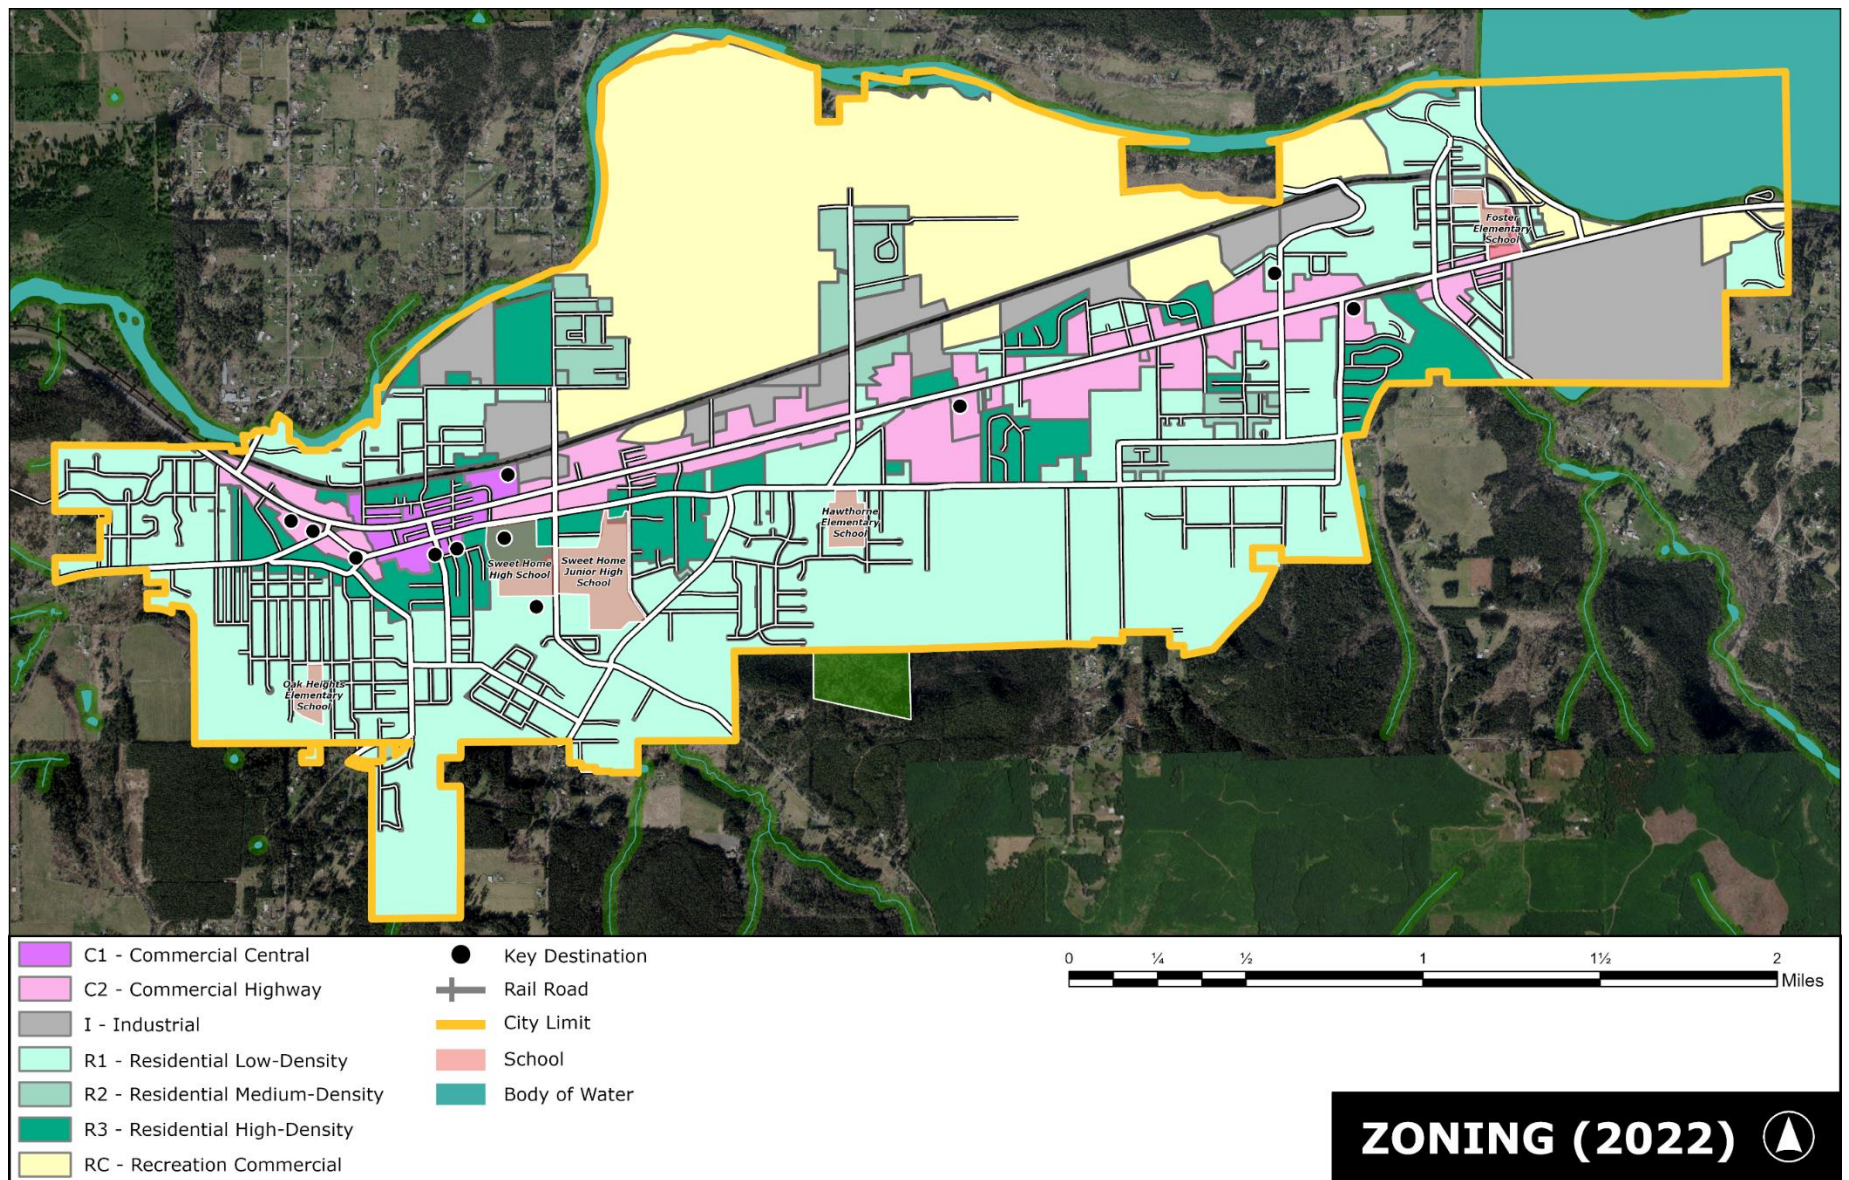 Foster
Elementary
School
Hawthorne
Elementary
School
Sweet Home
High School
Sweet Home
Junior High
School
Oak Heights
Elementary
School
C1 - Commercial Central
C2 - Commercial Highway
I - Industrial
R1 - Residential Low-Density
R2 - Residential Medium-Density
R3 - Residential High-Density
RC - Recreation Commercial
Key Destination
Rail Road
City Limit
School
Body of Water
0 ¼ ½ 1 1½ 2
Miles
ZONING (2022)